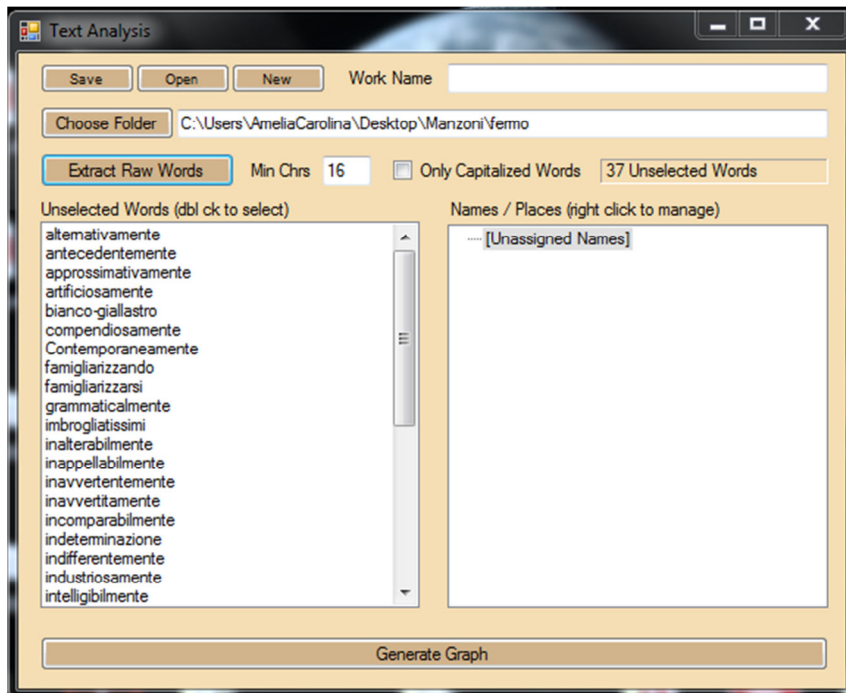 Text Analysis
Save Open New Work Name
Choose Folder C:\Users\AmeliaCarolina\Desktop\Manzoni\fermo
Extract Raw Words Min Chrs 16 Only Capitalized Words 37 Unselected Words
Unselected Words (dbl ck to select) Names / Places (right click to manage)
alternativamente [Unassigned Names]
antecedentemente
approssimativamente
artificiosamente
bianco-giallastro
compendiosamente
Contemporaneamente
famigliarizzando
famigliarizzarsi
grammaticalmente
imbrogliatissimi
inalterabilmente
inappellabilmente
inavvertentemente
inavvertitamente
incomparabilmente
indeterminazione
indifferentemente
industriosamente
intelligibilmente
Generate Graph